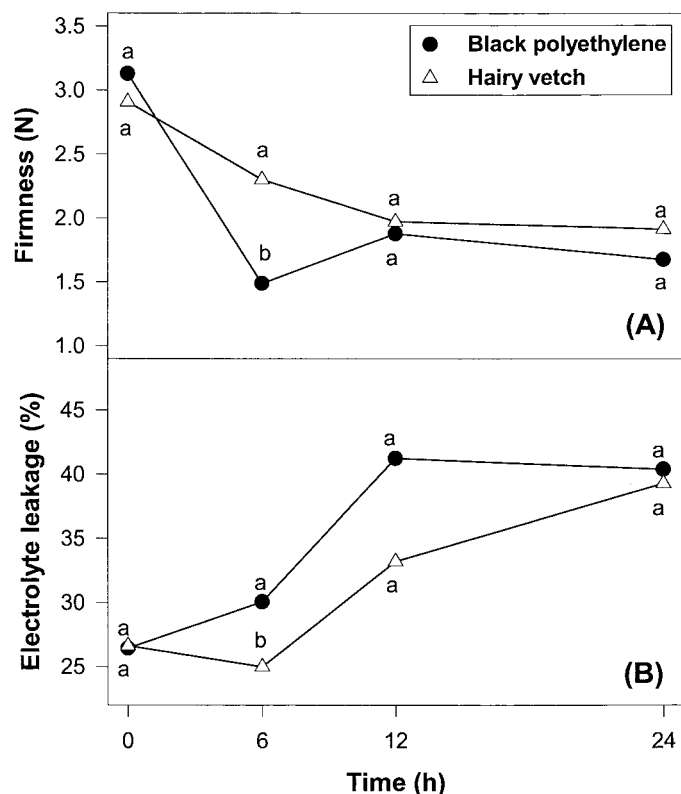 Firmness (N)
3.5
3.0
2.5
2.0
1.5
1.0
Black polyethylene
Hairy vetch
a
a
a
b
a
a
a
a
(A)
Electrolyte leakage (%)
45
40
35
30
25
a
a
a
b
a
a
a
a
(B)
0
6
12
24
Time (h)